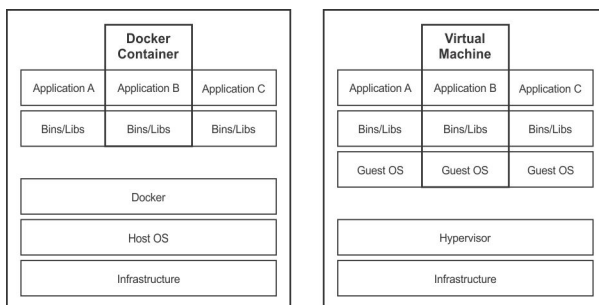 Docker
Container
Application A
Application B
Application C
Bins/Libs
Bins/Libs
Bins/Libs
Docker
Host OS
Infrastructure
Virtual
Machine
Application A
Application B
Application C
Bins/Libs
Bins/Libs
Bins/Libs
Guest OS
Guest OS
Guest OS
Hypervisor
Infrastructure